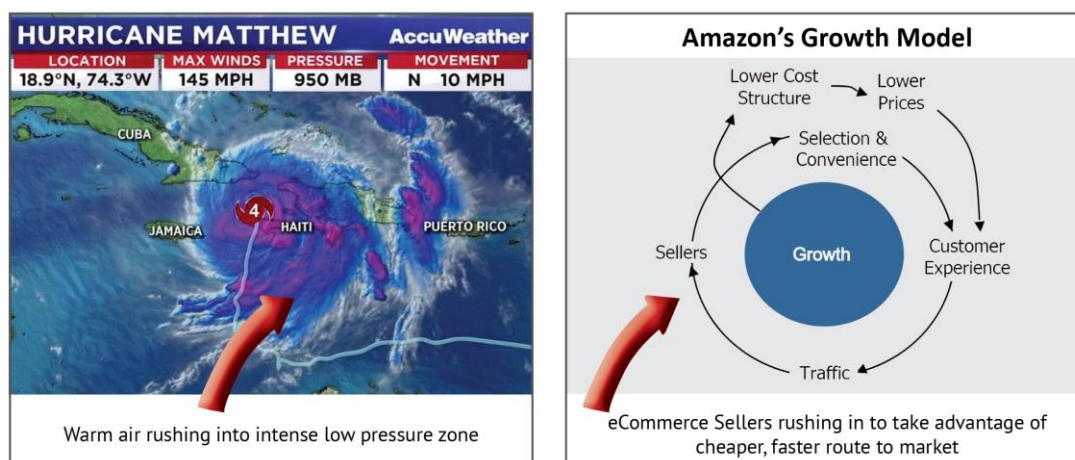 HURRICANE MATTHEW AccuWeather
LOCATION MAX WINDS PRESSURE MOVEMENT
18.9°N, 74.3°W 145 MPH 950 MB N 10 MPH
CUBA
4
JAMAICA HAITI PUERTO RICO
Warm air rushing into intense low pressure zone
Amazon's Growth Model
Lower Cost
Structure
Lower
Prices
Selection &
& Convenience
Sellers
Growth
Customer
Experience
Traffic
eCommerce Sellers rushing in to take advantage of
cheaper, faster route to market